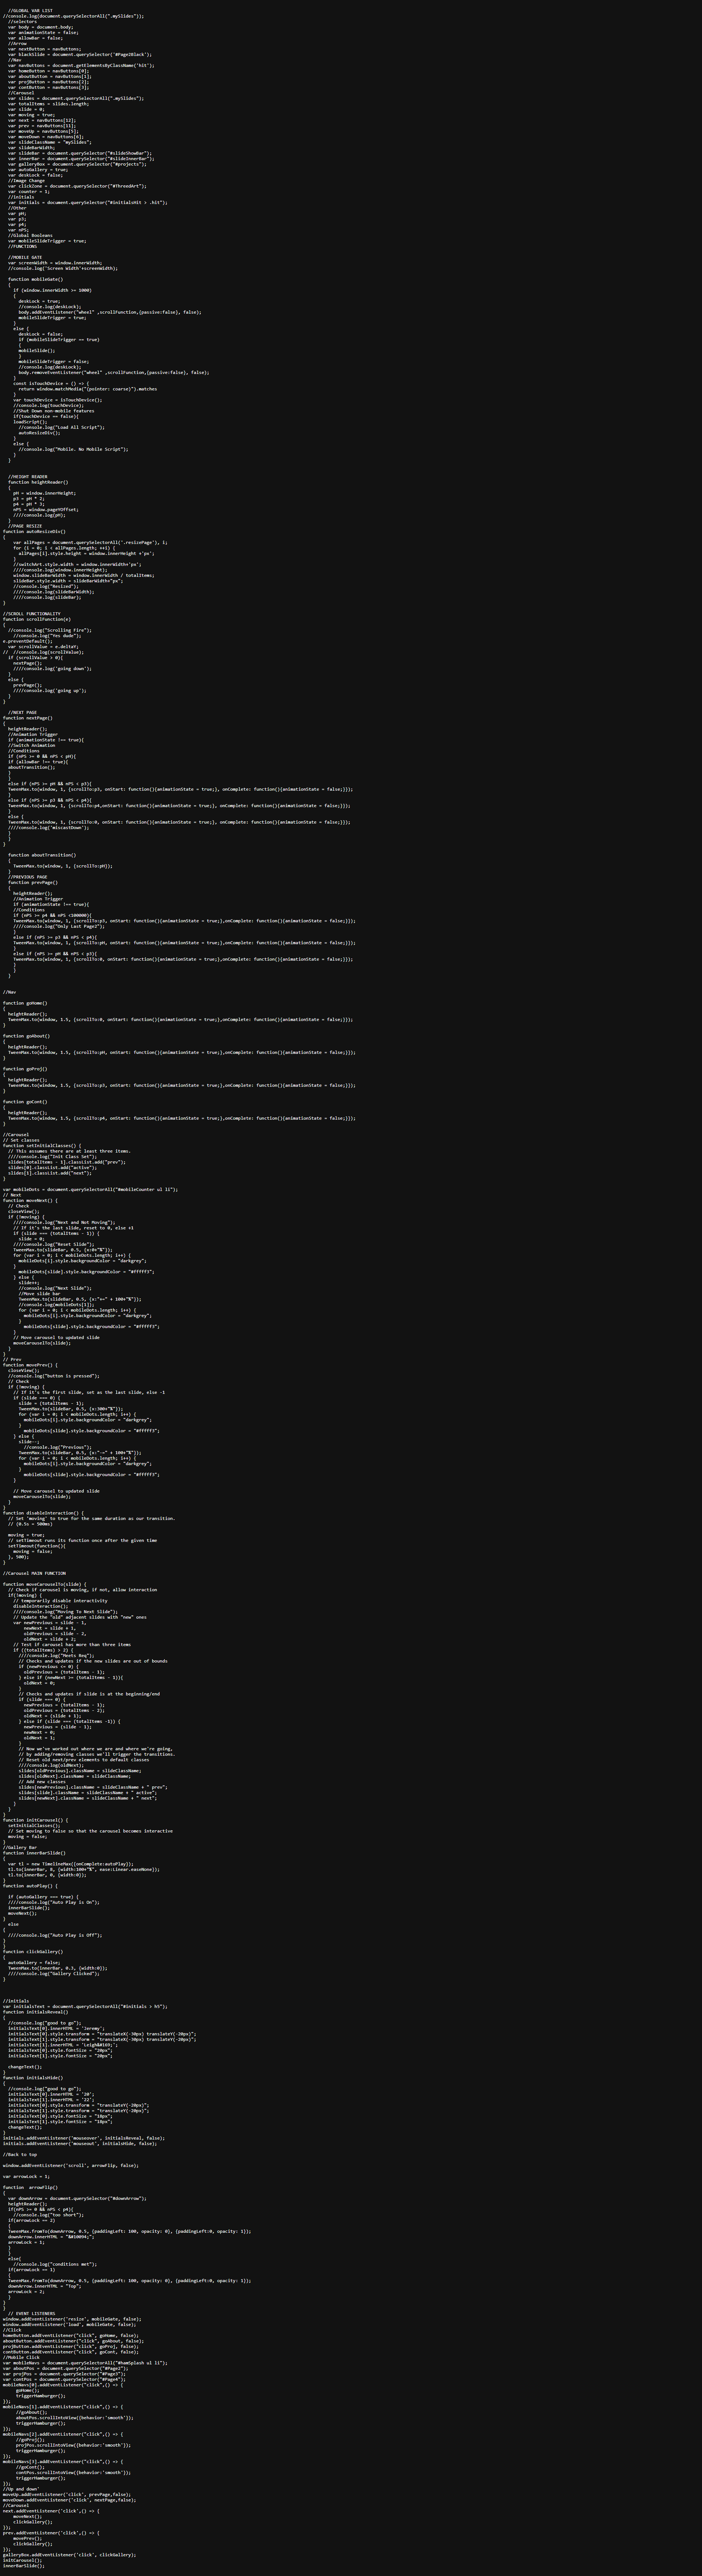 //GLOBAL VAR LIST
//console.log(document.querySelectorAll(".mySlides"));
//selectors
var body = document.body;
var animationState = false;
var allowBar = false;
//Arrow
var nextButton = navButtons;
var blackSlide = document.querySelector('#Page2Black');
//Nav
var navButtons = document.getElementsByClassName('hit');
var homeButton = navButtons[0];
var aboutButton = navButtons[1];
var projButton = navButtons[2];
var contButton = navButtons[3];
//Carousel
var slides = document.querySelectorAll(".mySlides");
var totalItems = slides.length;
var slide = 0;
var moving = true;
var next = navButtons[12];
var prev = navButtons[11];
var moveUp = navButtons[5];
var moveDown = navButtons[6];
var slideClassName = "mySlides";
var slideBarWidth;
var slideBar = document.querySelector("#slideShowBar");
var innerBar = document.querySelector("#slideInnerBar");
var galleryBox = document.querySelector("#projects");
var autoGallery = true;
var deskLock = false;
//Image Change
var clickZone = document.querySelector("#ThreedArt");
var counter = 1;
//initials
var initials = document.querySelector("#initialsHit > .hit");
//Other
var pH;
var p3;
var p4;
var nPS;
//Global Booleans
var mobileSlideTrigger = true;
//FUNCTIONS

//MOBILE GATE
var screenWidth = window.innerWidth;
//console.log('Screen Width'+screenWidth);

function mobileGate()
{
if (window.innerWidth >= 1000)
{
deskLock = true;
//console.log(deskLock);
body.addEventListener("wheel" ,scrollFunction,{passive:false}, false);
mobileSlideTrigger = true;
}
else {
deskLock = false;
if (mobileSlideTrigger == true)
{
mobileSlide();
}
mobileSlideTrigger = false;
//console.log(deskLock);
body.removeEventListener("wheel" ,scrollFunction,{passive:false}, false);
}
const isTouchDevice = () => {
return window.matchMedia("(pointer: coarse)").matches
}
var touchDevice = isTouchDevice();
//console.log(touchDevice);
//Shut Down non-mobile features
if(touchDevice == false){
loadScript();
//console.log("Load All Script");
autoResizeDiv();
}
else {
//console.log("Mobile. No Mobile Script");
}
}

//HEIGHT READER
function heightReader()
{
pH = window.innerHeight;
p3 = pH * 2;
p4 = pH * 3;
nPS = window.pageYOffset;
////console.log(pH);
}
//PAGE RESIZE
function autoResizeDiv()
{
var allPages = document.querySelectorAll('.resizePage'), i;
for (i = 0; i < allPages.length; ++i) {
allPages[i].style.height = window.innerHeight +'px';
}
//switchArt.style.width = window.innerWidth+'px';
////console.log(window.innerHeight);
window.slideBarWidth = window.innerWidth / totalItems;
slideBar.style.width = slideBarWidth+"px";
//console.log("Resized");
////console.log(slideBarWidth);
////console.log(slideBar);
}

//SCROLL FUNCTIONALITY
function scrollFunction(e)
{
//console.log("Scrolling Fire");
//console.log("Yes dude");
e.preventDefault();
var scrollValue = e.deltaY;
// //console.log(scrollValue);
if (scrollValue > 0){
nextPage();
////console.log('going down');
}
else {
prevPage();
////console.log('going up');
}
}

//NEXT PAGE
function nextPage()
{
heightReader();
//Animation Trigger
if (animationState !== true){
//Switch Animation
//Conditions
if (nPS >= 0 && nPS < pH){
if (allowBar !== true){
aboutTransition();
}
}
else if (nPS >= pH && nPS < p3){
TweenMax.to(window, 1, {scrollTo:p3, onStart: function(){animationState = true;}, onComplete: function(){animationState = false;}});
}
else if (nPS >= p3 && nPS < p4){
TweenMax.to(window, 1, {scrollTo:p4,onStart: function(){animationState = true;}, onComplete: function(){animationState = false;}});
}
else {
TweenMax.to(window, 1, {scrollTo:0, onStart: function(){animationState = true;}, onComplete: function(){animationState = false;}});
////console.log('miscastDown');
}
}
}

function aboutTransition()
{
TweenMax.to(window, 1, {scrollTo:pH});
}
//PREVIOUS PAGE
function prevPage()
{
heightReader();
//Animation Trigger
if (animationState !== true){
//Conditions
if (nPS >= p4 && nPS <100000){
TweenMax.to(window, 1, {scrollTo:p3, onStart: function(){animationState = true;},onComplete: function(){animationState = false;}});
////console.log("Only Last Page2");
}
else if (nPS >= p3 && nPS < p4){
TweenMax.to(window, 1, {scrollTo:pH, onStart: function(){animationState = true;},onComplete: function(){animationState = false;}});
}
else if (nPS >= pH && nPS < p3){
TweenMax.to(window, 1, {scrollTo:0, onStart: function(){animationState = true;},onComplete: function(){animationState = false;}});
}
}
}

//Nav

function goHome()
{
heightReader();
TweenMax.to(window, 1.5, {scrollTo:0, onStart: function(){animationState = true;},onComplete: function(){animationState = false;}});
}

function goAbout()
{
heightReader();
TweenMax.to(window, 1.5, {scrollTo:pH, onStart: function(){animationState = true;},onComplete: function(){animationState = false;}});
}

function goProj()
{
heightReader();
TweenMax.to(window, 1.5, {scrollTo:p3, onStart: function(){animationState = true;},onComplete: function(){animationState = false;}});
}

function goCont()
{
heightReader();
TweenMax.to(window, 1.5, {scrollTo:p4, onStart: function(){animationState = true;},onComplete: function(){animationState = false;}});
}

//Carousel
// Set classes
function setInitialClasses() {
// This assumes there are at least three items.
////console.log("Init Class Set");
slides[totalItems - 1].classList.add("prev");
slides[0].classList.add("active");
slides[1].classList.add("next");
}

var mobileDots = document.querySelectorAll("#mobileCounter ul li");
// Next
function moveNext() {
// Check
closeView();
if (!moving) {
////console.log("Next and Not Moving");
// If it's the last slide, reset to 0, else +1
if (slide === (totalItems - 1)) {
slide = 0;
////console.log("Reset Slide");
TweenMax.to(slideBar, 0.5, {x:0+"%"});
for (var i = 0; i < mobileDots.length; i++) {
mobileDots[i].style.backgroundColor = "darkgrey";
}
mobileDots[slide].style.backgroundColor = "#fffff3";
} else {
slide++;
//console.log("Next Slide");
//Move slide bar
TweenMax.to(slideBar, 0.5, {x:"+=" + 100+"%"});
//console.log(mobileDots[1]);
for (var i = 0; i < mobileDots.length; i++) {
mobileDots[i].style.backgroundColor = "darkgrey";
}
mobileDots[slide].style.backgroundColor = "#fffff3";
}
// Move carousel to updated slide
moveCarouselTo(slide);
}
}
// Prev
function movePrev() {
closeView();
//console.log("button is pressed");
// Check
if (!moving) {
// If it's the first slide, set as the last slide, else -1
if (slide === 0) {
slide = (totalItems - 1);
TweenMax.to(slideBar, 0.5, {x:300+"%"});
for (var i = 0; i < mobileDots.length; i++) {
mobileDots[i].style.backgroundColor = "darkgrey";
}
mobileDots[slide].style.backgroundColor = "#fffff3";
} else {
slide--;
//console.log("Previous");
TweenMax.to(slideBar, 0.5, {x:"-=" + 100+"%"});
for (var i = 0; i < mobileDots.length; i++) {
mobileDots[i].style.backgroundColor = "darkgrey";
}
mobileDots[slide].style.backgroundColor = "#fffff3";
}

// Move carousel to updated slide
moveCarouselTo(slide);
}
}
function disableInteraction() {
// Set 'moving' to true for the same duration as our transition.
// (0.5s = 500ms)

moving = true;
// setTimeout runs its function once after the given time
setTimeout(function(){
moving = false;
}, 500);
}

//Carousel MAIN FUNCTION

function moveCarouselTo(slide) {
// Check if carousel is moving, if not, allow interaction
if(!moving) {
// temporarily disable interactivity
disableInteraction();
////console.log("Moving To Next Slide");
// Update the "old" adjacent slides with "new" ones
var newPrevious = slide - 1,
newNext = slide + 1,
oldPrevious = slide - 2,
oldNext = slide + 2;
// Test if carousel has more than three items
if ((totalItems) > 2) {
////console.log("Meets Req");
// Checks and updates if the new slides are out of bounds
if (newPrevious <= 0) {
oldPrevious = (totalItems - 1);
} else if (newNext >= (totalItems - 1)){
oldNext = 0;
}
// Checks and updates if slide is at the beginning/end
if (slide === 0) {
newPrevious = (totalItems - 1);
oldPrevious = (totalItems - 2);
oldNext = (slide + 1);
} else if (slide === (totalItems -1)) {
newPrevious = (slide - 1);
newNext = 0;
oldNext = 1;
}
// Now we've worked out where we are and where we're going,
// by adding/removing classes we'll trigger the transitions.
// Reset old next/prev elements to default classes
////console.log(oldNext);
slides[oldPrevious].className = slideClassName;
slides[oldNext].className = slideClassName;
// Add new classes
slides[newPrevious].className = slideClassName + " prev";
slides[slide].className = slideClassName + " active";
slides[newNext].className = slideClassName + " next";
}
}
}
function initCarousel() {
setInitialClasses();
// Set moving to false so that the carousel becomes interactive
moving = false;
}
//Gallery Bar
function innerBarSlide()
{
var tl = new TimelineMax({onComplete:autoPlay});
tl.to(innerBar, 8, {width:100+"%", ease:Linear.easeNone});
tl.to(innerBar, 0, {width:0});
}
function autoPlay() {

if (autoGallery === true) {
////console.log("Auto Play is On");
innerBarSlide();
moveNext();
}
else
{
////console.log("Auto Play is Off");
}
}
function clickGallery()
{
autoGallery = false;
TweenMax.to(innerBar, 0.3, {width:0});
////console.log("Gallery Clicked");
}

//initials
var initialsText = document.querySelectorAll("#initials > h5");
function initialsReveal()
{
//console.log("good to go");
initialsText[0].innerHTML = 'Jeremy';
initialsText[0].style.transform = "translateX(-30px) translateY(-20px)";
initialsText[1].style.transform = "translateX(-30px) translateY(-20px)";
initialsText[1].innerHTML = 'Leigh&#169;';
initialsText[0].style.fontSize = "20px";
initialsText[1].style.fontSize = "20px";

changeText();
}
function initialsHide()
{
//console.log("good to go");
initialsText[0].innerHTML = '20';
initialsText[1].innerHTML = '22';
initialsText[0].style.transform = "translateY(-20px)";
initialsText[1].style.transform = "translateY(-20px)";
initialsText[0].style.fontSize = "18px";
initialsText[1].style.fontSize = "18px";
changeText();
}
initials.addEventListener('mouseover', initialsReveal, false);
initials.addEventListener('mouseout', initialsHide, false);

//Back to top

window.addEventListener('scroll', arrowFlip, false);

var arrowLock = 1;

function arrowFlip()
{
var downArrow = document.querySelector("#downArrow");
heightReader();
if(nPS >= 0 && nPS < p4){
//console.log("too short");
if(arrowLock == 2)
{
TweenMax.fromTo(downArrow, 0.5, {paddingLeft: 100, opacity: 0}, {paddingLeft:0, opacity: 1});
downArrow.innerHTML = "&#10094;";
arrowLock = 1;
}
}
else{
//console.log("conditions met");
if(arrowLock == 1)
{
TweenMax.fromTo(downArrow, 0.5, {paddingLeft: 100, opacity: 0}, {paddingLeft:0, opacity: 1});
downArrow.innerHTML = "Top";
arrowLock = 2;
}
}
}
// EVENT LISTENERS
window.addEventListener('resize', mobileGate, false);
window.addEventListener('load', mobileGate, false);
//Click
homeButton.addEventListener("click", goHome, false);
aboutButton.addEventListener("click", goAbout, false);
projButton.addEventListener("click", goProj, false);
contButton.addEventListener("click", goCont, false);
//Mobile Click
var mobileNavs = document.querySelectorAll("#hamSplash ul li");
var aboutPos = document.querySelector("#Page2");
var projPos = document.querySelector("#Page3");
var contPos = document.querySelector("#Page4");
mobileNavs[0].addEventListener("click",() => {
goHome();
triggerHamburger();
});
mobileNavs[1].addEventListener("click",() => {
//goAbout();
aboutPos.scrollIntoView({behavior:'smooth'});
triggerHamburger();
});
mobileNavs[2].addEventListener("click",() => {
//goProj();
projPos.scrollIntoView({behavior:'smooth'});
triggerHamburger();
});
mobileNavs[3].addEventListener("click",() => {
//goCont();
contPos.scrollIntoView({behavior:'smooth'});
triggerHamburger();
});
//Up and down'
moveUp.addEventListener('click', prevPage,false);
moveDown.addEventListener('click', nextPage,false);
//Carousel
next.addEventListener('click',() => {
moveNext();
clickGallery();
});
prev.addEventListener('click',() => {
movePrev();
clickGallery();
});
galleryBox.addEventListener('click', clickGallery);
initCarousel();
innerBarSlide();